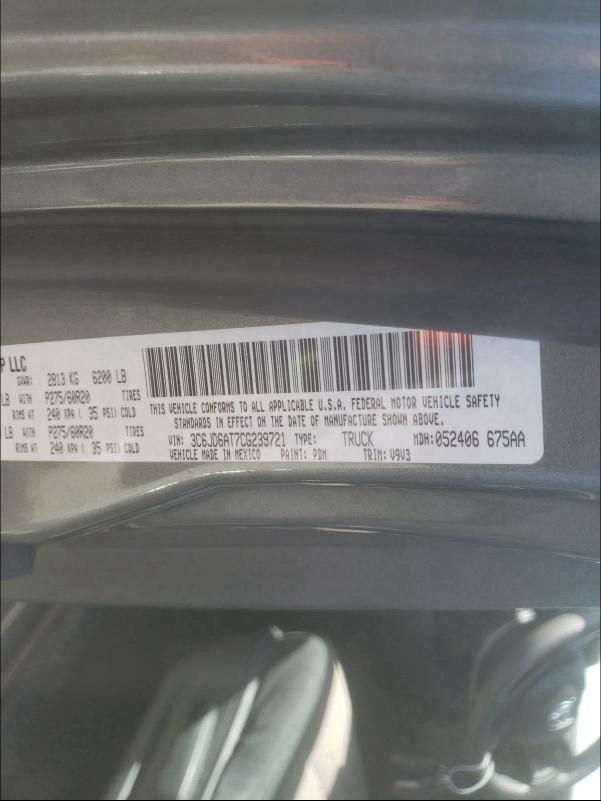 P LLC
GVWR: 2813 KG 6200 LB
LB WITH P275/60R20 TIRES
RIMS AT 240 KPA ( 35 PSI) COLD
LB WITH P275/60R20 TIRES
RIMS AT 240 KPA ( 35 PSI) COLD
THIS VEHICLE CONFORMS TO ALL APPLICABLE U.S.A. FEDERAL MOTOR VEHICLE SAFETY
STANDARDS IN EFFECT ON THE DATE OF MANUFACTURE SHOWN ABOVE.
VIN: 3C6JD6AT7CG239721 TYPE: TRUCK MDH: 052406 675AA
VEHICLE MADE IN MEXICO PAINT: PDM TRIM: V9V3